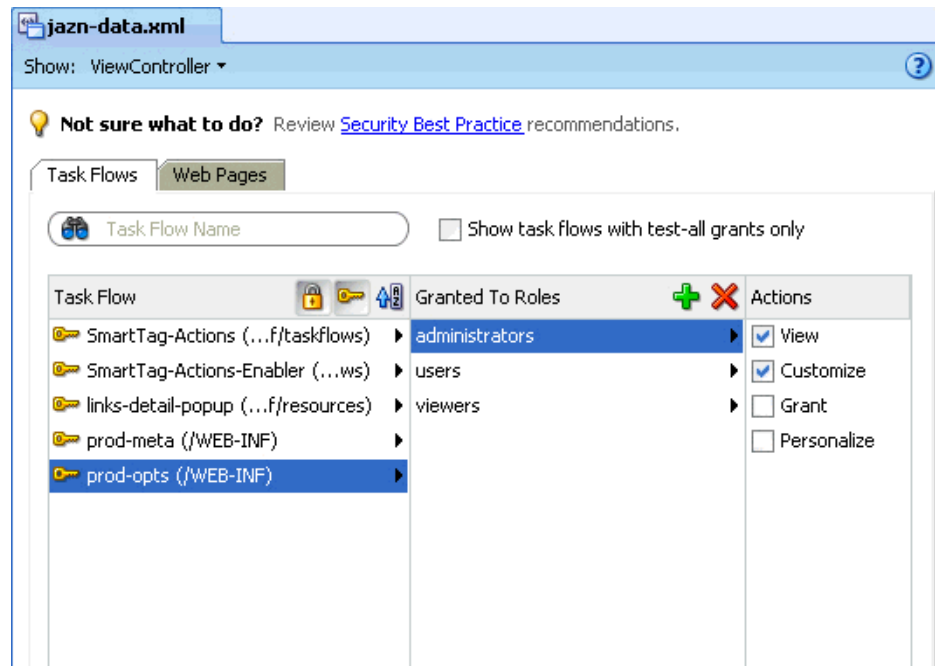 jazn-data.xml
Show: ViewController
Not sure what to do? Review Security Best Practice recommendations.
Task Flows Web Pages
Task Flow Name Show task flows with test-all grants only
Task Flow Granted To Roles Actions
SmartTag-Actions (...f/taskflows) administrators View
SmartTag-Actions-Enabler (...ws) users Customize
links-detail-popup (...f/resources) viewers Grant
prod-meta (/WEB-INF) Personalize
prod-opts (/WEB-INF)